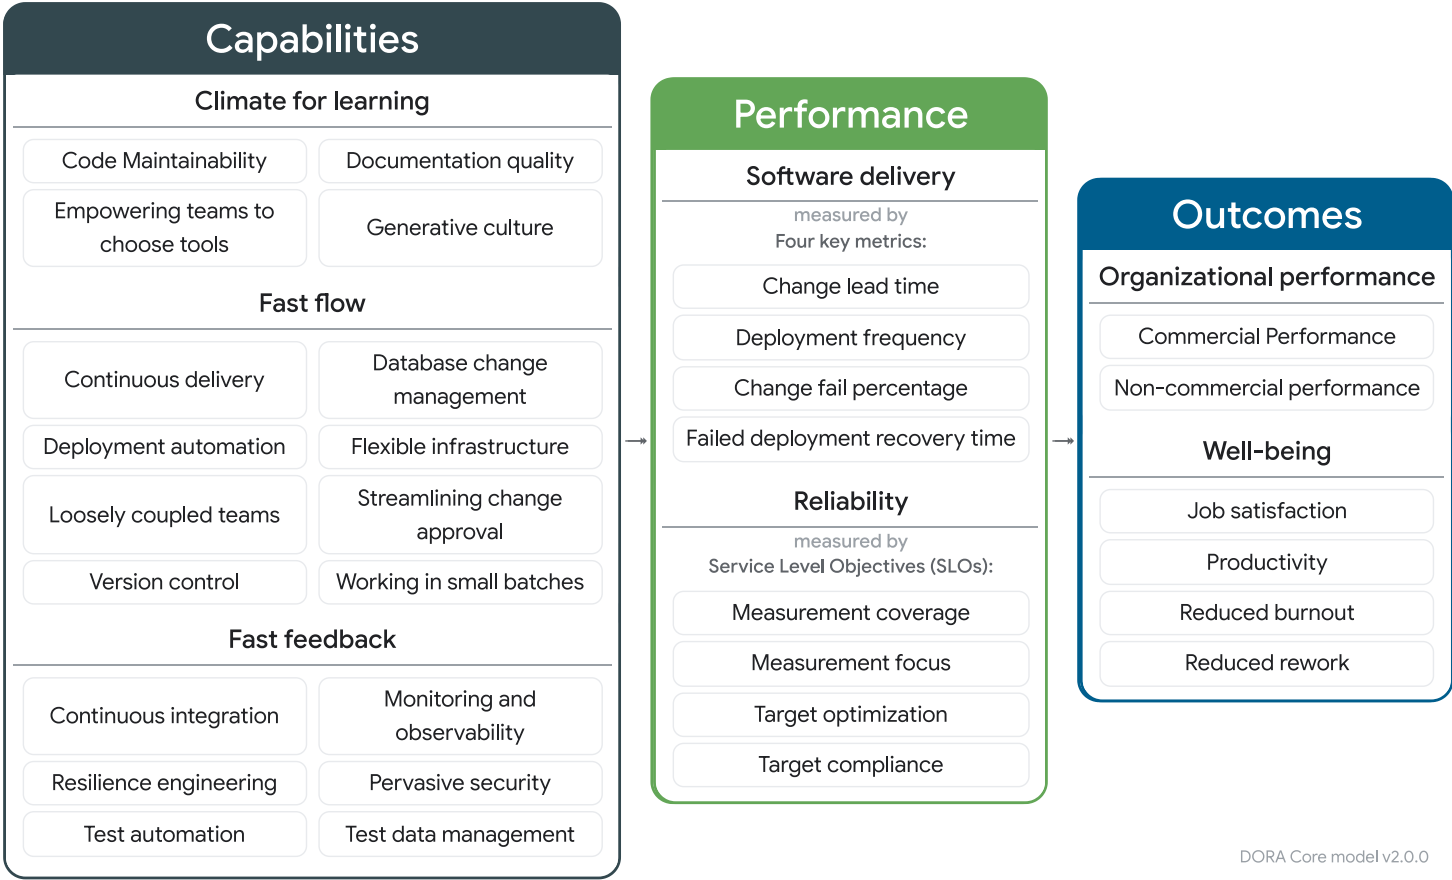 Capabilities
Climate for learning
Code Maintainability
Documentation quality
Empowering teams to
choose tools
Generative culture
Fast flow
Continuous delivery
Database change
management
Deployment automation
Flexible infrastructure
Loosely coupled teams
Streamlining change
approval
Version control
Working in small batches
Fast feedback
Continuous integration
Monitoring and
observability
Resilience engineering
Pervasive security
Test automation
Test data management
Performance
Software delivery
measured by
Four key metrics:
Change lead time
Deployment frequency
Change fail percentage
Failed deployment recovery time
Reliability
measured by
Service Level Objectives (SLOs):
Measurement coverage
Measurement focus
Target optimization
Target compliance
Outcomes
Organizational performance
Commercial Performance
Non-commercial performance
Well-being
Job satisfaction
Productivity
Reduced burnout
Reduced rework
DORA Core model v2.0.0